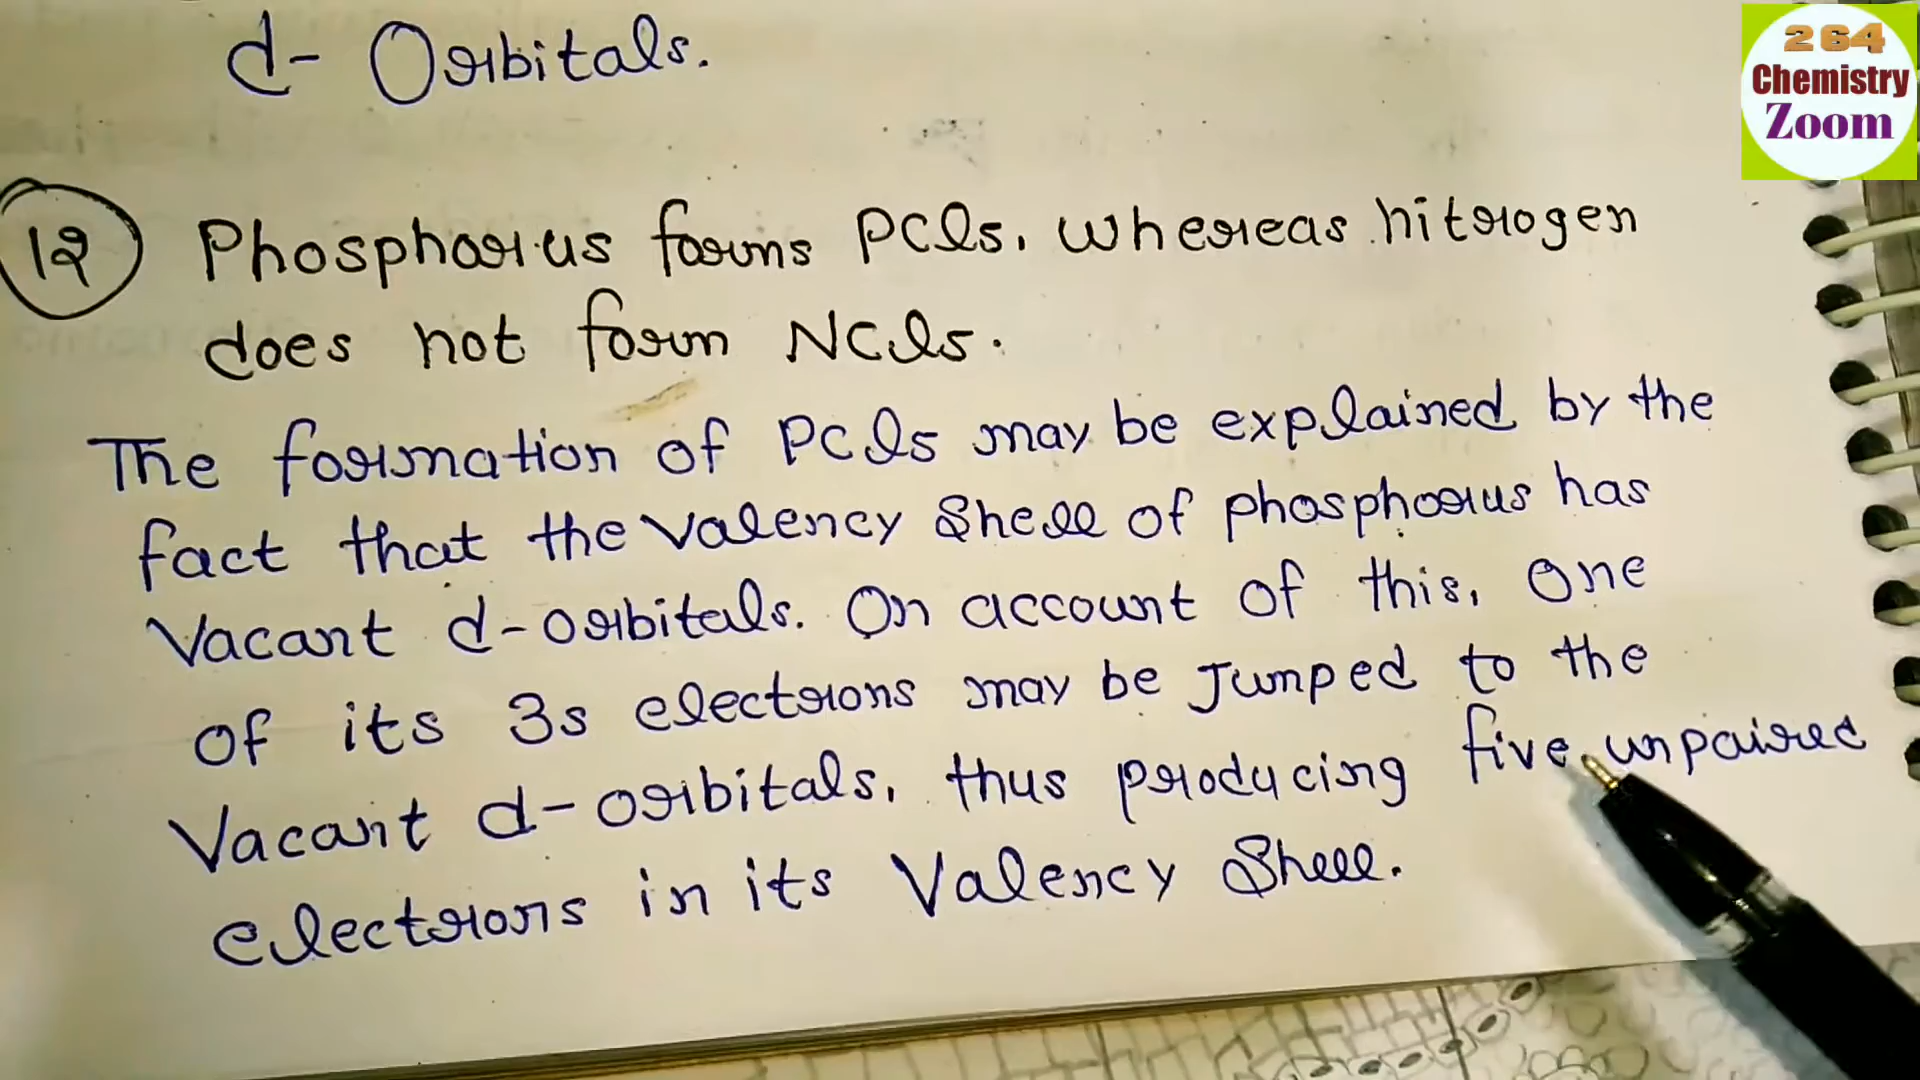 d- Orbitals.
264
Chemistry
Zoom
12 Phosphorus forms PCl5. whereas nitrogen
does not form NCl5.
The formation of PCl5 may be explained by the
fact that the valency Shell of phosphorus has
Vacant d-orbitals. On account of this, One
of its 3s electrons may be Jumped to the
Vacant d-orbitals, thus producing five unpaired
electrons in its Valency Shell.